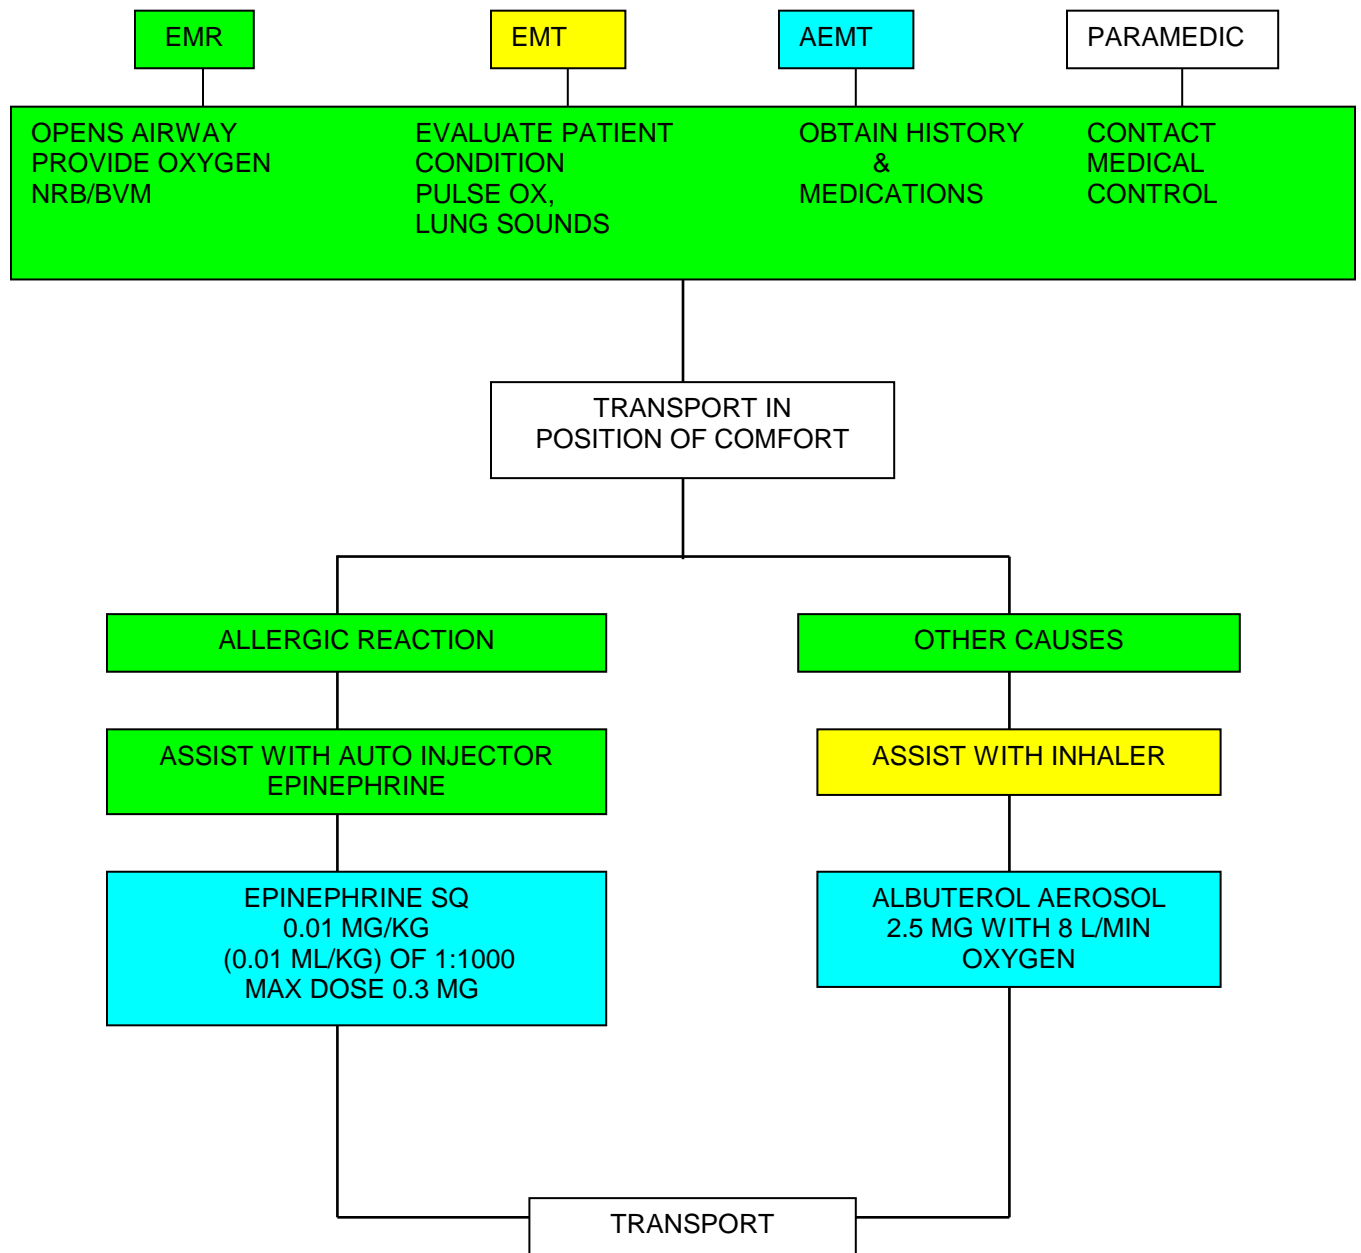 EMR
EMT
AEMT
PARAMEDIC
OPENS AIRWAY
PROVIDE OXYGEN
NRB/BVM
EVALUATE PATIENT
CONDITION
PULSE OX,
LUNG SOUNDS
OBTAIN HISTORY
&
MEDICATIONS
CONTACT
MEDICAL
CONTROL
TRANSPORT IN
POSITION OF COMFORT
ALLERGIC REACTION
OTHER CAUSES
ASSIST WITH AUTO INJECTOR
EPINEPHRINE
ASSIST WITH INHALER
EPINEPHRINE SQ
0.01 MG/KG
(0.01 ML/KG) OF 1:1000
MAX DOSE 0.3 MG
ALBUTEROL AEROSOL
2.5 MG WITH 8 L/MIN
OXYGEN
TRANSPORT